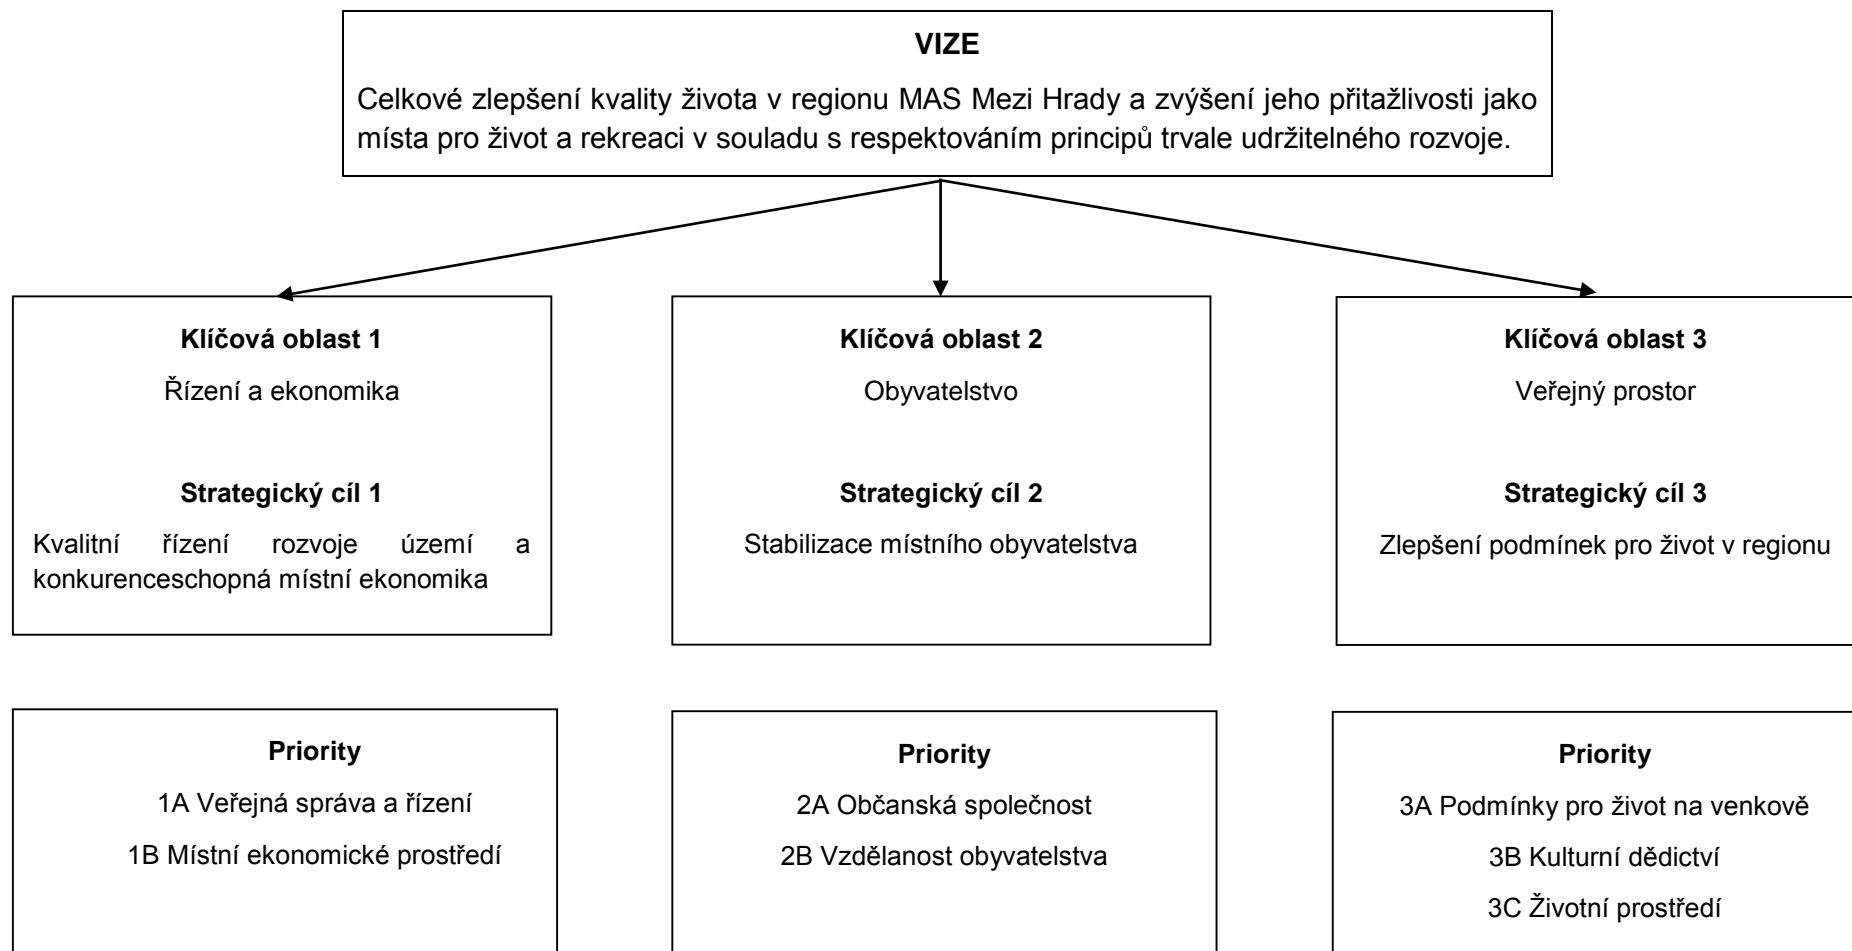 VIZE
Celkové zlepšení kvality života v regionu MAS Mezi Hrady a zvýšení jeho přitažlivosti jako
místa pro život a rekreaci v souladu s respektováním principů trvale udržitelného rozvoje.
Klíčová oblast 1
Řízení a ekonomika
Strategický cíl 1
Kvalitní řízení rozvoje území a
konkurenceschopná místní ekonomika
Klíčová oblast 2
Obyvatelstvo
Strategický cíl 2
Stabilizace místního obyvatelstva
Klíčová oblast 3
Veřejný prostor
Strategický cíl 3
Zlepšení podmínek pro život v regionu
Priority
1A Veřejná správa a řízení
1B Místní ekonomické prostředí
Priority
2A Občanská společnost
2B Vzdělanost obyvatelstva
Priority
3A Podmínky pro život na venkově
3B Kulturní dědictví
3C Životní prostředí